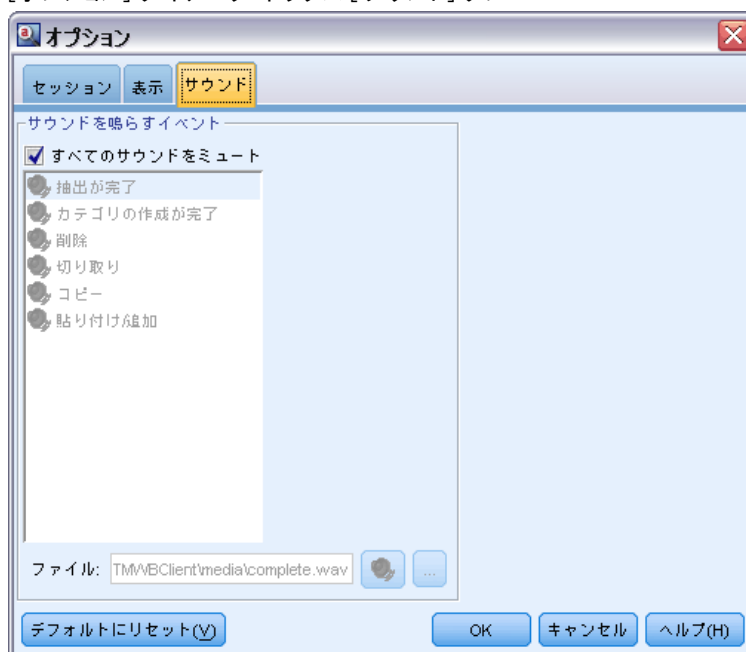 オプション
セッション 表示 サウンド
サウンドを鳴らすイベント
すべてのサウンドをミュート
抽出が完了
カテゴリの作成が完了
削除
切り取り
コピー
貼り付け/追加
ファイル: TMWBClient\media\complete.wav ...
デフォルトにリセット(V) OK キャンセル ヘルプ(H)